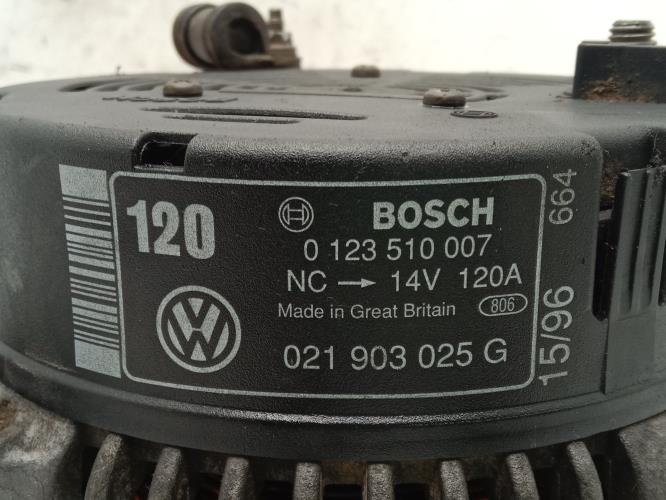 120
BOSCH
0 123 510 007
NC → 14V 120A
Made in Great Britain 806
021 903 025 G
VW
15/96 664